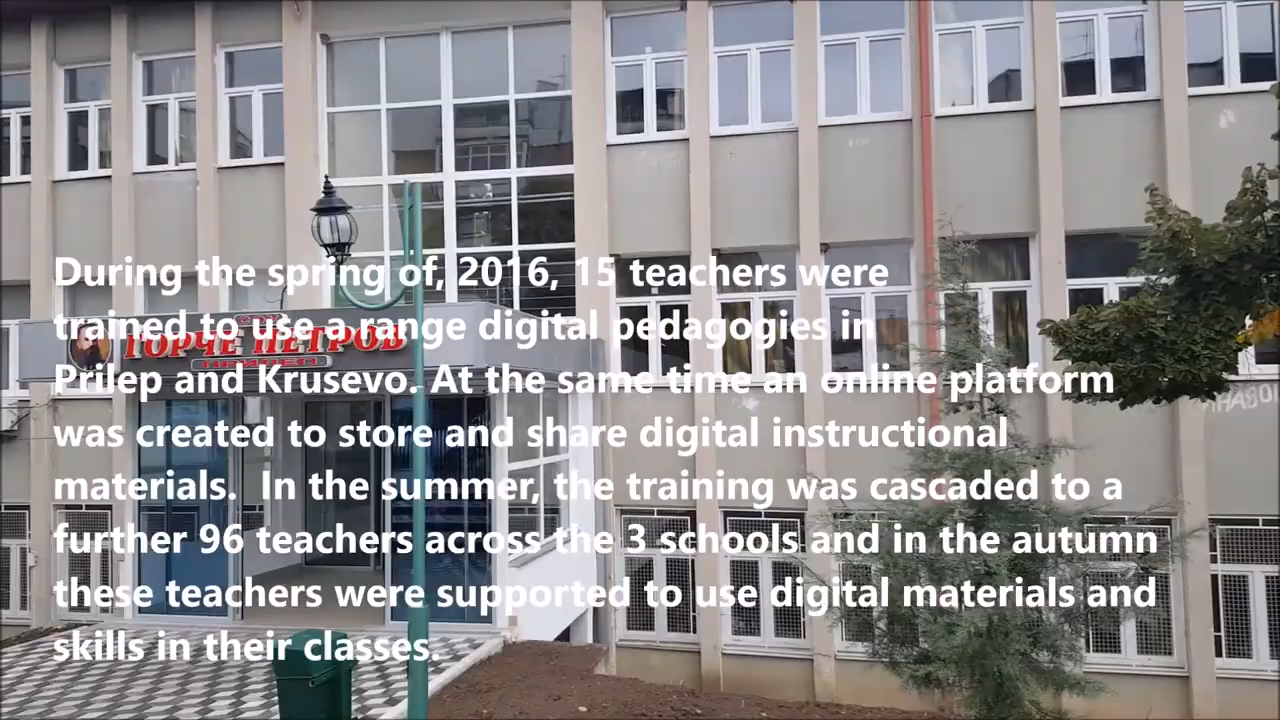 During the spring of, 2016, 15 teachers were
trained to use a range digital pedagogies in
Prilep and Krusevo. At the same time an online platform
was created to store and share digital instructional
materials.  In the summer, the training was cascaded to a
further 96 teachers across the 3 schools and in the autumn
these teachers were supported to use digital materials and
skills in their classes.
ЃОРЧЕ ПЕТРОВ
ПРИЛЕП